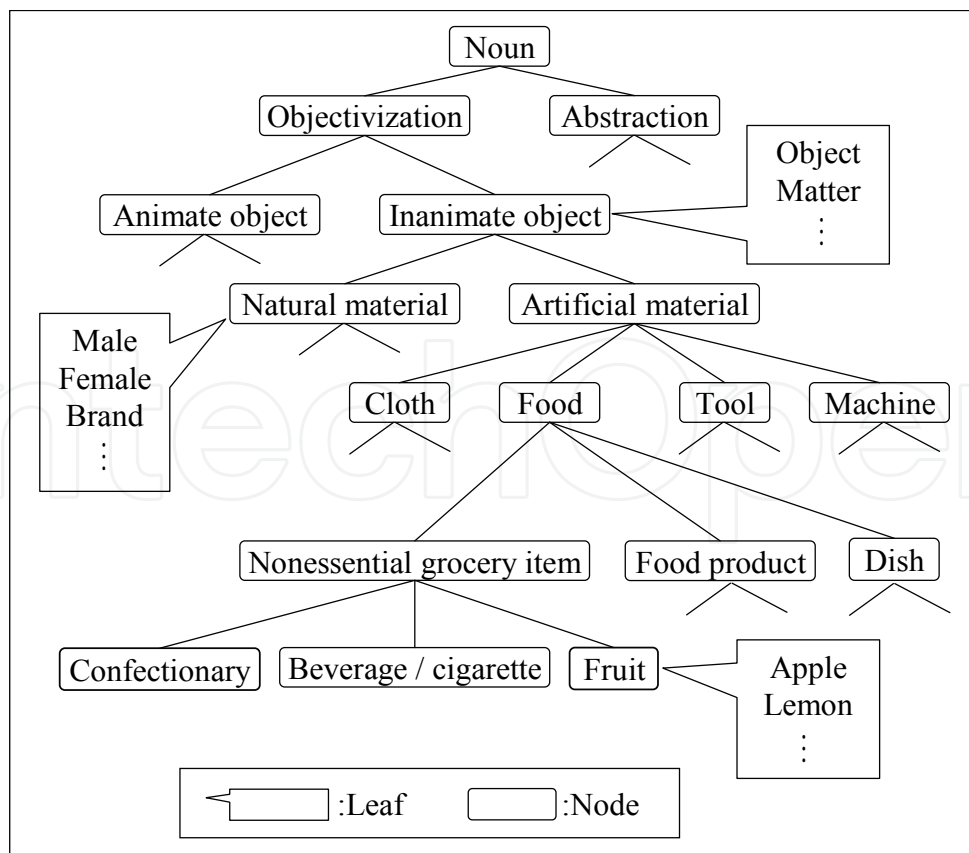 Noun
Objectivization
Abstraction
Object
Matter
⋮
Animate object
Inanimate object
Natural material
Artificial material
Male
Female
Brand
⋮
Cloth
Food
Tool
Machine
Nonessential grocery item
Food product
Dish
Confectionary
Beverage / cigarette
Fruit
Apple
Lemon
⋮
:Leaf
:Node